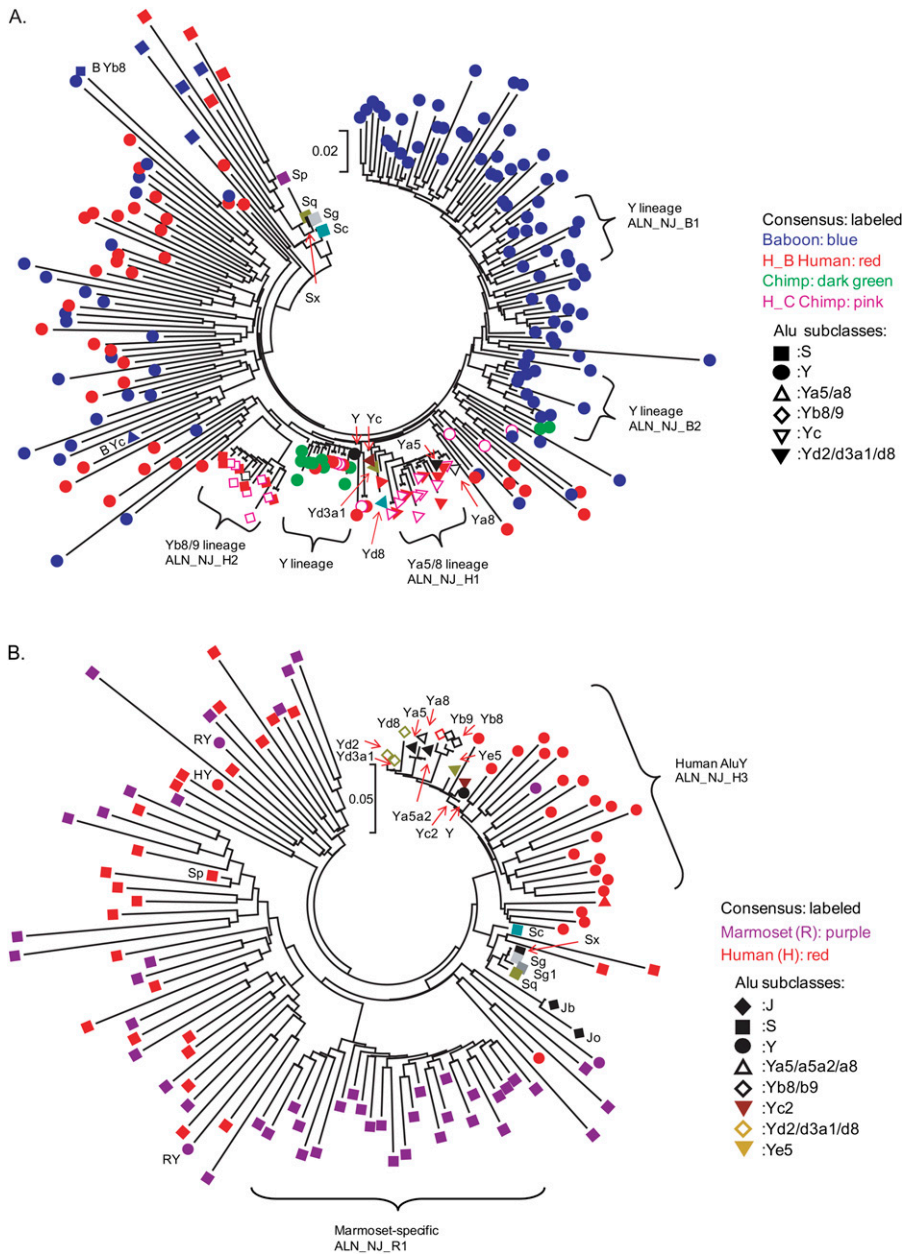 A.
B Yb8
0.02
Sp
Sq
Sg
Sc
Sx
Y lineage
ALN_NJ_B1
Consensus: labeled
Baboon: blue
H_B Human: red
Chimp: dark green
H_C Chimp: pink
Alu subclasses:
:S
:Y
:Ya5/a8
:Yb8/9
:Yc
:Yd2/d3a1/d8
Y lineage
ALN_NJ_B2
B Yc
Y
Yc
Ya5
Yd3a1
Yd8
Ya8
Yb8/9 lineage
ALN_NJ_H2
Y lineage
Ya5/8 lineage
ALN_NJ_H1
B.
Ya8
Ya5
Yd8
Yb9
Yb8
Yd2
Yd3a1
Ye5
RY
HY
0.05
Ya5a2
Yc2
Y
Human AluY
ALN_NJ_H3
Sp
Sc
Sx
Sg
Sg1
Sq
Jb
Jo
Consensus: labeled
Marmoset (R): purple
Human (H): red
Alu subclasses:
:J
:S
:Y
:Ya5/a5a2/a8
:Yb8/b9
:Yc2
:Yd2/d3a1/d8
:Ye5
RY
Marmoset-specific
ALN_NJ_R1